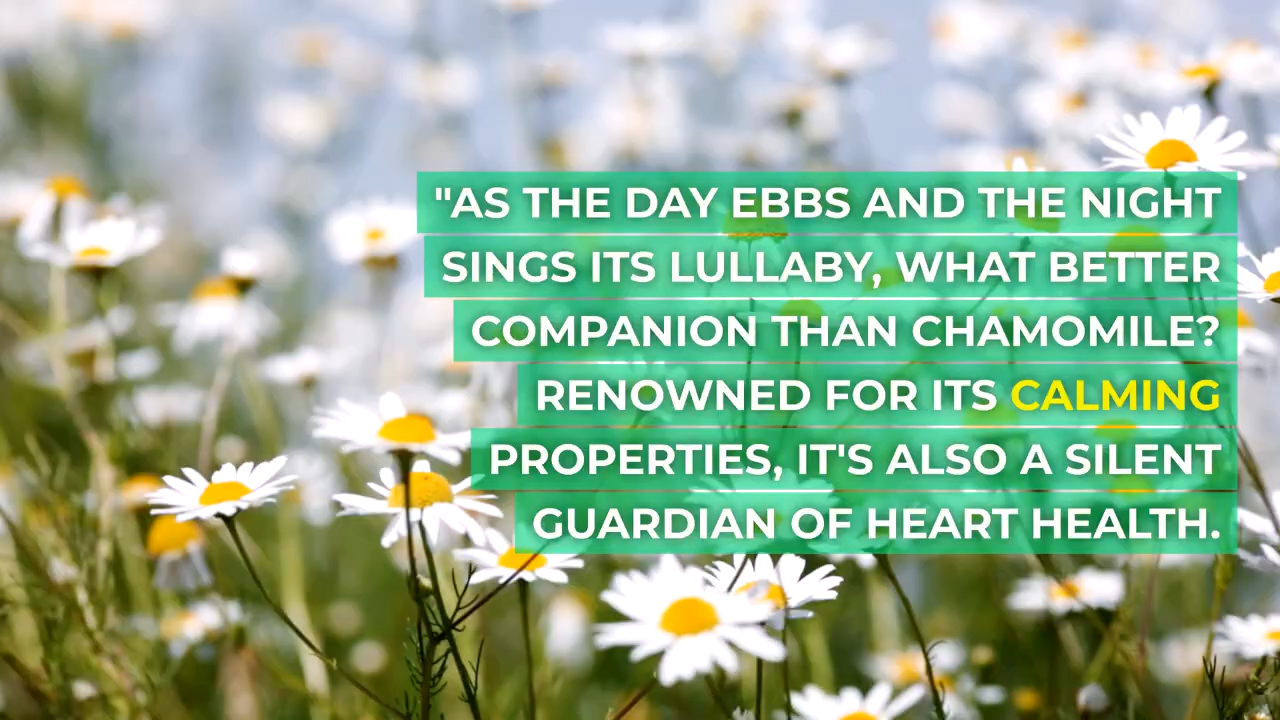 "AS THE DAY EBBS AND THE NIGHT
SINGS ITS LULLABY, WHAT BETTER
COMPANION THAN CHAMOMILE?
RENOWNED FOR ITS CALMING
PROPERTIES, IT'S ALSO A SILENT
GUARDIAN OF HEART HEALTH.